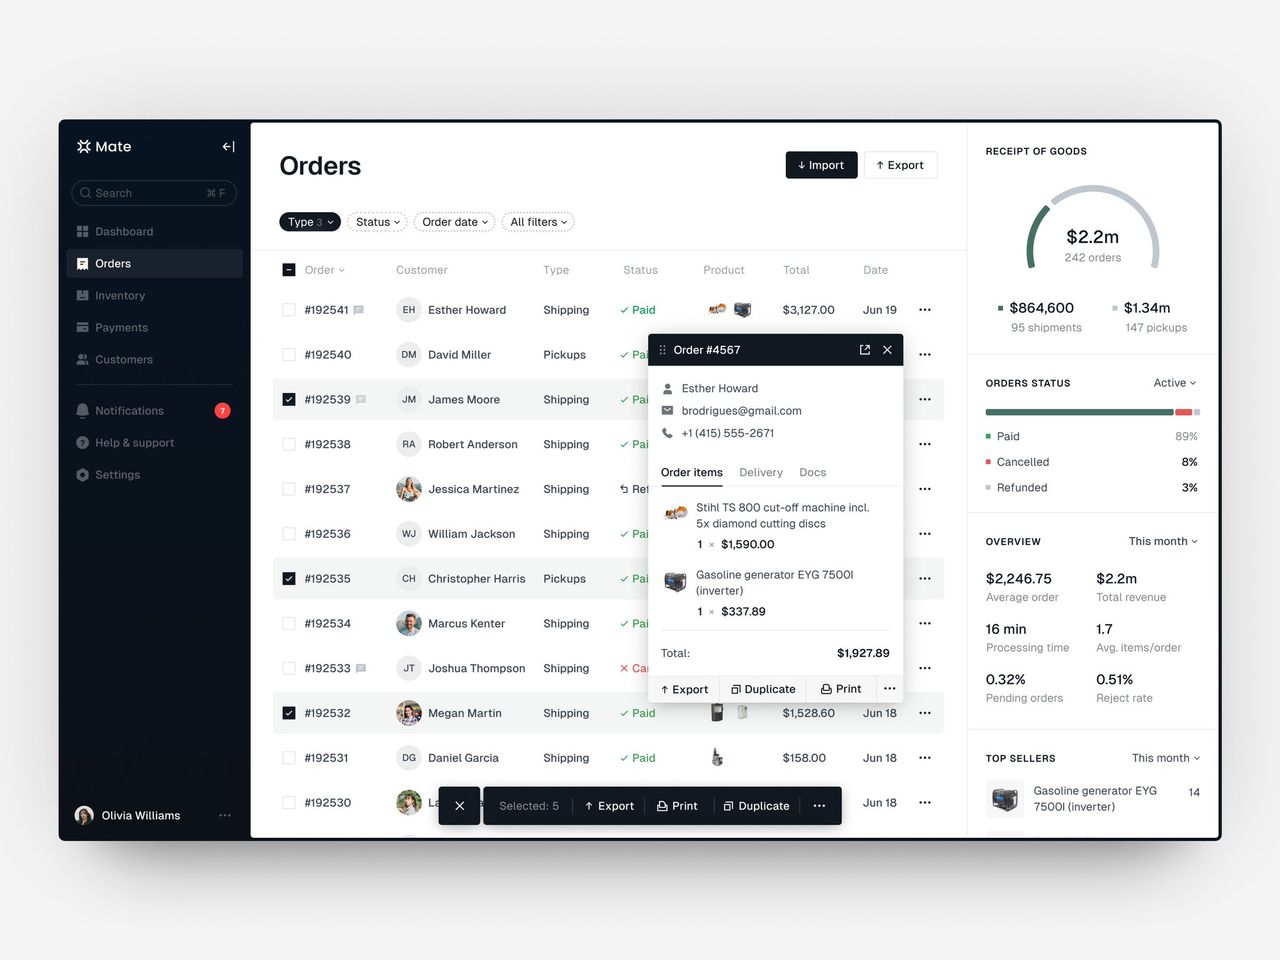 Mate
Search ⌘ F
Dashboard
Orders
Inventory
Payments
Customers
Notifications 7
Help & support
Settings
Olivia Williams
Orders
Import Export
Type 3 Status Order date All filters
Order Customer Type Status Product Total Date
#192541 EH Esther Howard Shipping Paid $3,127.00 Jun 19
#192540 DM David Miller Pickups Pai
#192539 JM James Moore Shipping Pai
#192538 RA Robert Anderson Shipping Pai
#192537 Jessica Martinez Shipping Ref
#192536 WJ William Jackson Shipping Pai
#192535 CH Christopher Harris Pickups Pai
#192534 Marcus Kenter Shipping Pai
#192533 JT Joshua Thompson Shipping Ca
#192532 Megan Martin Shipping Paid $1,528.60 Jun 18
#192531 DG Daniel Garcia Shipping Paid $158.00 Jun 18
#192530 Jun 18
Order #4567
Esther Howard
brodrigues@gmail.com
+1 (415) 555-2671
Order items Delivery Docs
Stihl TS 800 cut-off machine incl.
5x diamond cutting discs
1 × $1,590.00
Gasoline generator EYG 7500I
(inverter)
1 × $337.89
Total: $1,927.89
Export Duplicate Print
Selected: 5 Export Print Duplicate
RECEIPT OF GOODS
$2.2m
242 orders
$864,600 $1.34m
95 shipments 147 pickups
ORDERS STATUS Active
Paid 89%
Cancelled 8%
Refunded 3%
OVERVIEW This month
$2,246.75 $2.2m
Average order Total revenue
16 min 1.7
Processing time Avg. items/order
0.32% 0.51%
Pending orders Reject rate
TOP SELLERS This month
Gasoline generator EYG 14
7500I (inverter)